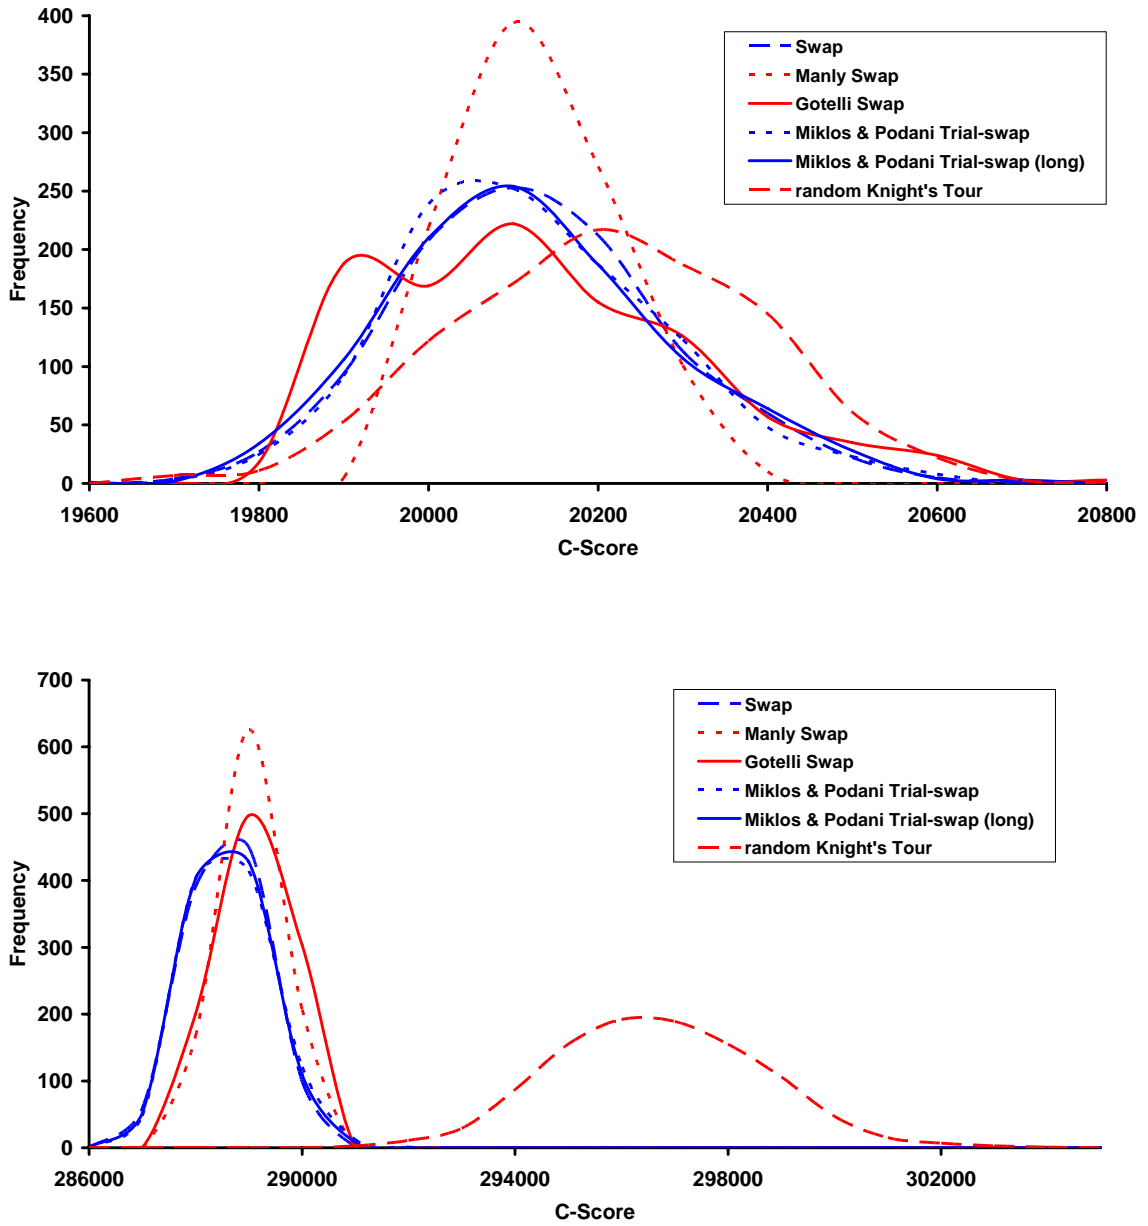 400
350
300
250
200
150
100
50
0
Frequency
19600 19800 20000 20200 20400 20600 20800
C-Score
Swap
Manly Swap
Gotelli Swap
Miklos & Podani Trial-swap
Miklos & Podani Trial-swap (long)
random Knight's Tour
700
600
500
400
300
200
100
0
Frequency
286000 290000 294000 298000 302000
C-Score
Swap
Manly Swap
Gotelli Swap
Miklos & Podani Trial-swap
Miklos & Podani Trial-swap (long)
random Knight's Tour